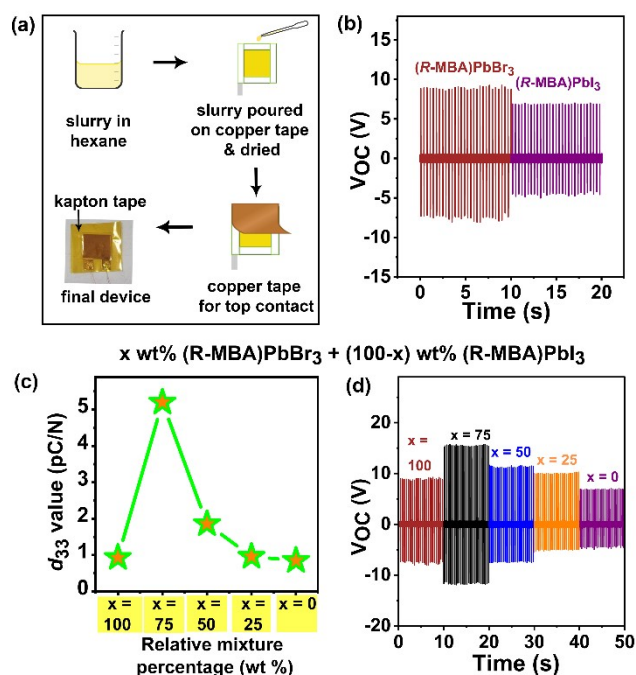 (a)
slurry in
hexane
slurry poured
on copper tape
& dried
kapton tape
final device
copper tape
for top contact
(b)
15
10
5
0
-5
-10
-15
VOC (V)
(R-MBA)PbBr3
(R-MBA)PbI3
0 5 10 15 20
Time (s)
x wt% (R-MBA)PbBr3 + (100-x) wt% (R-MBA)PbI3
(c)
5
4
3
2
1
0
d33 value (pC/N)
x = x = x = x = x = 0
100 75 50 25
Relative mixture
percentage (wt %)
(d)
20
10
0
-10
-20
VOC (V)
x =
100
x = 75
x = 50
x = 25
x = 0
0 10 20 30 40 50
Time (s)